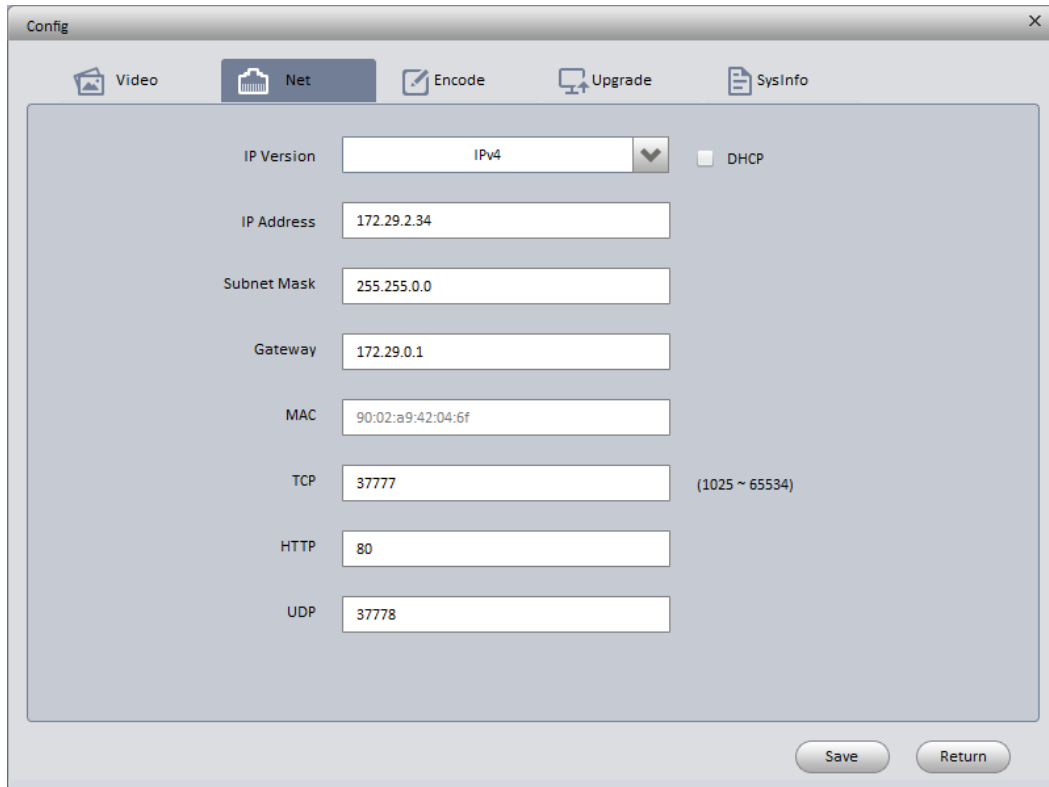 Config
Video Net Encode Upgrade SysInfo
IP Version IPv4 DHCP
IP Address 172.29.2.34
Subnet Mask 255.255.0.0
Gateway 172.29.0.1
MAC 90:02:a9:42:04:6f
TCP 37777 (1025 ~ 65534)
HTTP 80
UDP 37778
Save Return